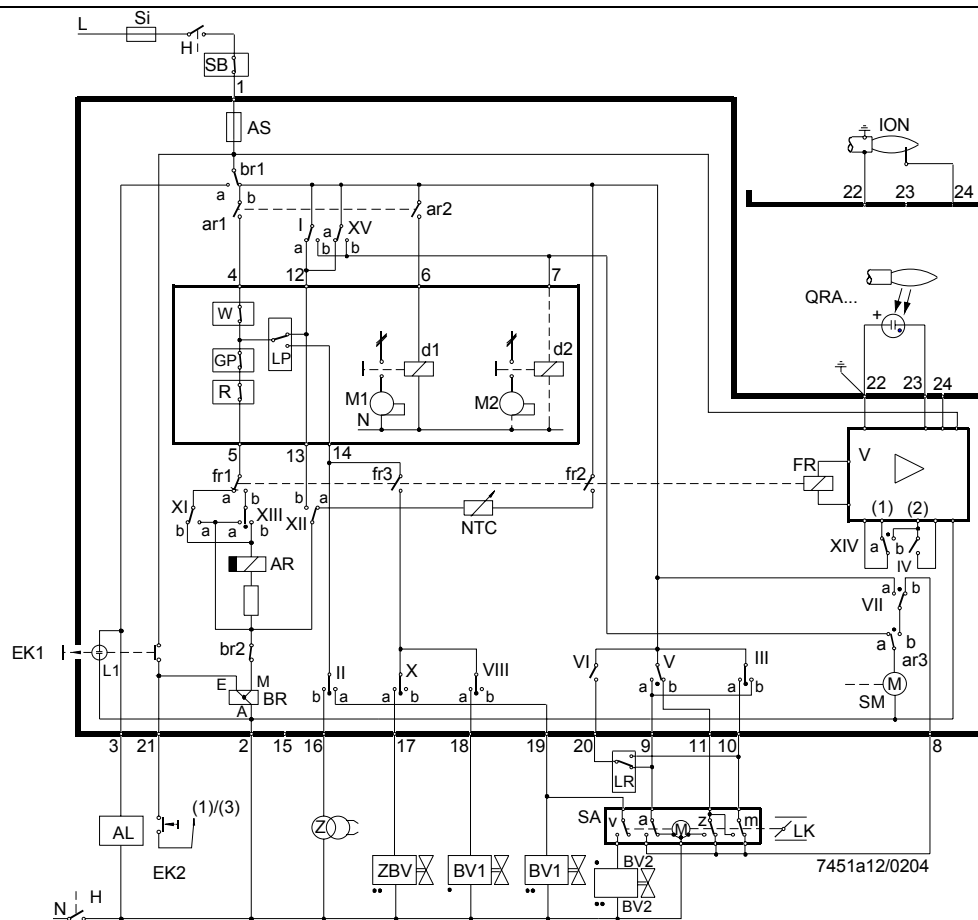 L Si
H
SB
1
AS
ION
br1
22 23 24
a b
ar1 ar2
I XV
a b a b
4 12 6 7
QRA...
+
W
LP
GP
d1 d2
22 23 24
R
M1 M2
N
V
5 13 14
FR
fr1 fr3 fr2
a b b a
XI XIII XII
NTC
(1) (2)
b a a b
XIV a b IV
AR
a b
VII
EK1
L1
br2
a b
ar3
E M
BR
A
II X VIII VI V III
SM
M
b a a b a b a b a b
3 21 2 15 16 17 18 19 20 9 11 10 8
LR
(1)/(3)
SA v a M z m LK
AL
Z
EK2
ZBV BV1 BV1 BV2
BV2
7451a12/0204
N H